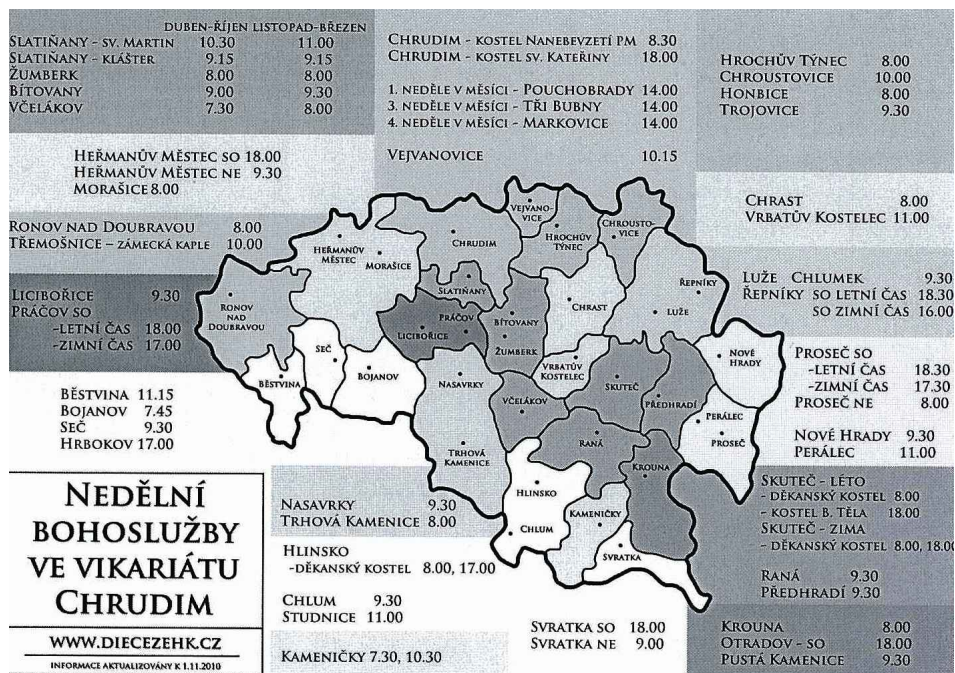 DUBEN-ŘÍJEN LISTOPAD-BŘEZEN
SLATIŇANY - SV. MARTIN 10.30 11.00
SLATIŇANY - KLÁŠTER 9.15 9.15
ŽUMBERK 8.00 8.00
BÍTOVANY 9.00 9.30
VČELÁKOV 7.30 8.00
CHRUDIM - KOSTEL NANEBEVZETÍ PM 8.30
CHRUDIM - KOSTEL SV. KATEŘINY 18.00
1. NEDĚLE V MĚSÍCI - POUCHOBRADY 14.00
3. NEDĚLE V MĚSÍCI - TŘI BUBNY 14.00
4. NEDĚLE V MĚSÍCI - MARKOVICE 14.00
VEJVANOVICE 10.15
HROCHŮV TÝNEC 8.00
CHROUSTOVICE 10.00
HONBICE 8.00
TROJOVICE 9.30
HEŘMANŮV MĚSTEC SO 18.00
HEŘMANŮV MĚSTEC NE 9.30
MORAŠICE 8.00
RONOV NAD DOUBRAVOU 8.00
TŘEMOŠNICE – ZÁMECKÁ KAPLE 10.00
LICIBOŘICE 9.30
PRÁČOV SO
-LETNÍ ČAS 18.00
-ZIMNÍ ČAS 17.00
BĚSTVINA 11.15
BOJANOV 7.45
SEČ 9.30
HRBOKOV 17.00
CHRAST 8.00
VRBATŮV KOSTELEC 11.00
LUŽE CHLUMEK 9.30
ŘEPNÍKY SO LETNÍ ČAS 18.30
SO ZIMNÍ ČAS 16.00
PROSEČ SO
-LETNÍ ČAS 18.30
-ZIMNÍ ČAS 17.30
PROSEČ NE 8.00
NOVÉ HRADY 9.30
PERÁLEC 11.00
SKUTEČ - LÉTO
- DĚKANSKÝ KOSTEL 8.00
- KOSTEL B. TĚLA 18.00
SKUTEČ - ZIMA
- DĚKANSKÝ KOSTEL 8.00, 18.00
RANÁ 9.30
PŘEDHRADÍ 9.30
KROUNA 8.00
OTRADOV - SO 18.00
PUSTÁ KAMENICE 9.30
VEJVANO-
VICE
HROCHŮV
TÝNEC
CHROUSTO-
VICE
CHRUDIM
HEŘMANŮV
MĚSTEC
MORAŠICE
SLATIŇANY
ŘEPNÍKY
LUŽE
CHRAST
RONOV
NAD
DOUBRAVOU
PRÁČOV
LICIBOŘICE
BÍTOVANY
ŽUMBERK
SEČ
BOJANOV
BĚSTVINA
NASAVRKY
VRBATŮV
KOSTELEC
NOVÉ
HRADY
SKUTEČ
PŘEDHRADÍ
PERÁLEC
PROSEČ
VČELÁKOV
RANÁ
KROUNA
TRHOVÁ
KAMENICE
HLINSKO
CHLUM
KAMENIČKY
SVRATKA
NASAVRKY 9.30
TRHOVÁ KAMENICE 8.00
HLINSKO
-DĚKANSKÝ KOSTEL 8.00, 17.00
CHLUM 9.30
STUDNICE 11.00
KAMENIČKY 7.30, 10.30
SVRATKA SO 18.00
SVRATKA NE 9.00
NEDĚLNÍ
BOHOSLUŽBY
VE VIKARIÁTU
CHRUDIM
WWW.DIECEZEHK.CZ
INFORMACE AKTUALIZOVÁNY K 1.11.2010